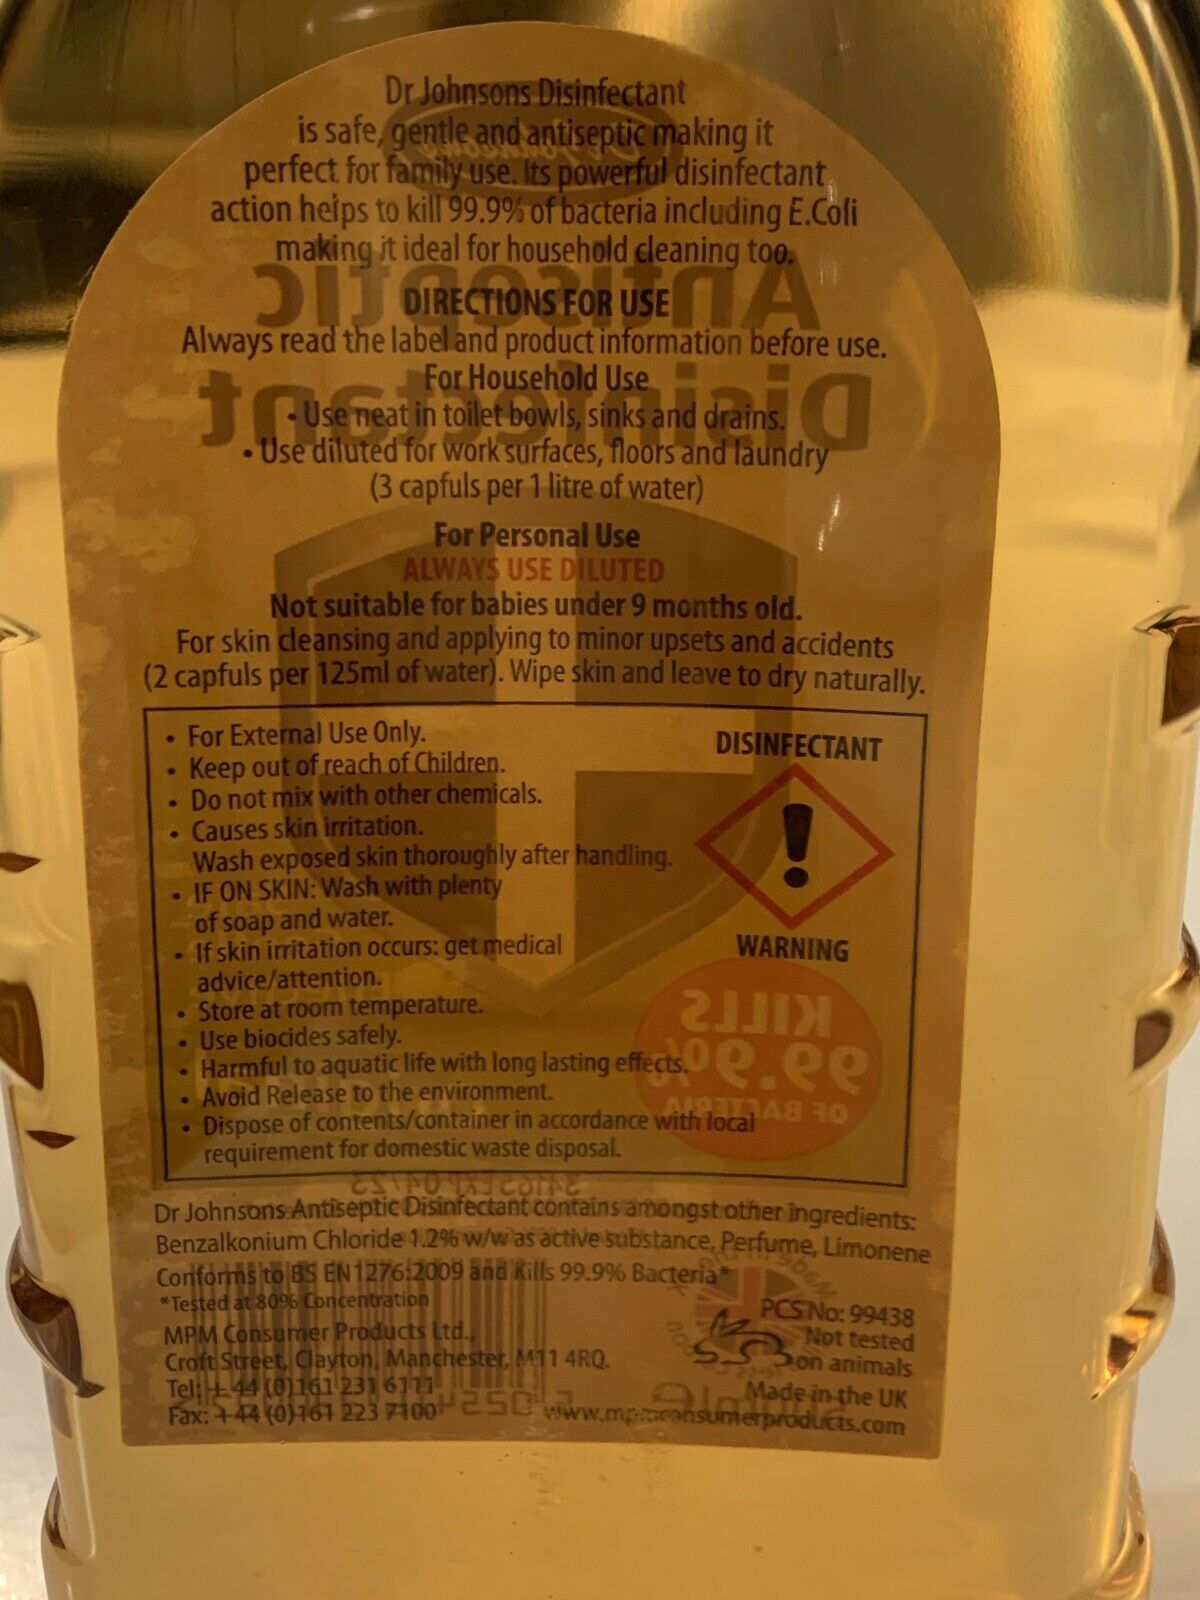 Dr Johnsons Disinfectant
is safe, gentle and antiseptic making it
perfect for family use. Its powerful disinfectant
action helps to kill 99.9% of bacteria including E.Coli
making it ideal for household cleaning too.
DIRECTIONS FOR USE
Always read the label and product information before use.
For Household Use
• Use neat in toilet bowls, sinks and drains.
• Use diluted for work surfaces, floors and laundry
(3 capfuls per 1 litre of water)
For Personal Use
ALWAYS USE DILUTED
Not suitable for babies under 9 months old.
For skin cleansing and applying to minor upsets and accidents
(2 capfuls per 125ml of water). Wipe skin and leave to dry naturally.
• For External Use Only.
• Keep out of reach of Children.
• Do not mix with other chemicals.
• Causes skin irritation.
Wash exposed skin thoroughly after handling.
• IF ON SKIN: Wash with plenty
of soap and water.
• If skin irritation occurs: get medical
advice/attention.
• Store at room temperature.
• Use biocides safely.
• Harmful to aquatic life with long lasting effects.
• Avoid Release to the environment.
• Dispose of contents/container in accordance with local
requirement for domestic waste disposal.
DISINFECTANT
WARNING
Antiseptic
Disinfectant
KILLS
99.9%
OF BACTERIA
Dr Johnsons Antiseptic Disinfectant contains amongst other ingredients:
Benzalkonium Chloride 1.2% w/w as active substance, Perfume, Limonene
Conforms to BS EN1276:2009 and Kills 99.9% Bacteria*
*Tested at 80% Concentration
MPM Consumer Products Ltd.,
Croft Street, Clayton, Manchester, M11 4RQ.
Tel: + 44 (0)161 231 6111
Fax: + 44 (0)161 223 7100
PCS No: 99438
Not tested
on animals
Made in the UK
www.mpmconsumerproducts.com